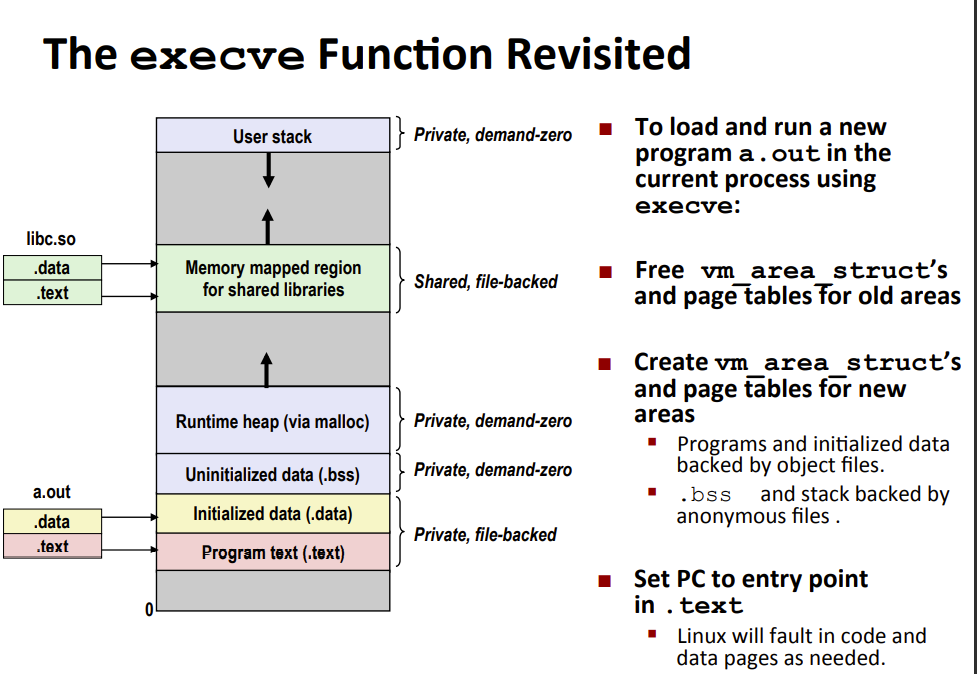 The execve Function Revisited
User stack
Private, demand-zero
libc.so
.data
.text
Memory mapped region
for shared libraries
Shared, file-backed
Runtime heap (via malloc)
Private, demand-zero
Uninitialized data (.bss)
Private, demand-zero
a.out
.data
.text
Initialized data (.data)
Program text (.text)
Private, file-backed
0
To load and run a new
program a.out in the
current process using
execve:
Free vm_area_struct’s
and page tables for old areas
Create vm_area_struct’s
and page tables for new
areas
Programs and initialized data
backed by object files.
.bss and stack backed by
anonymous files .
Set PC to entry point
in .text
Linux will fault in code and
data pages as needed.